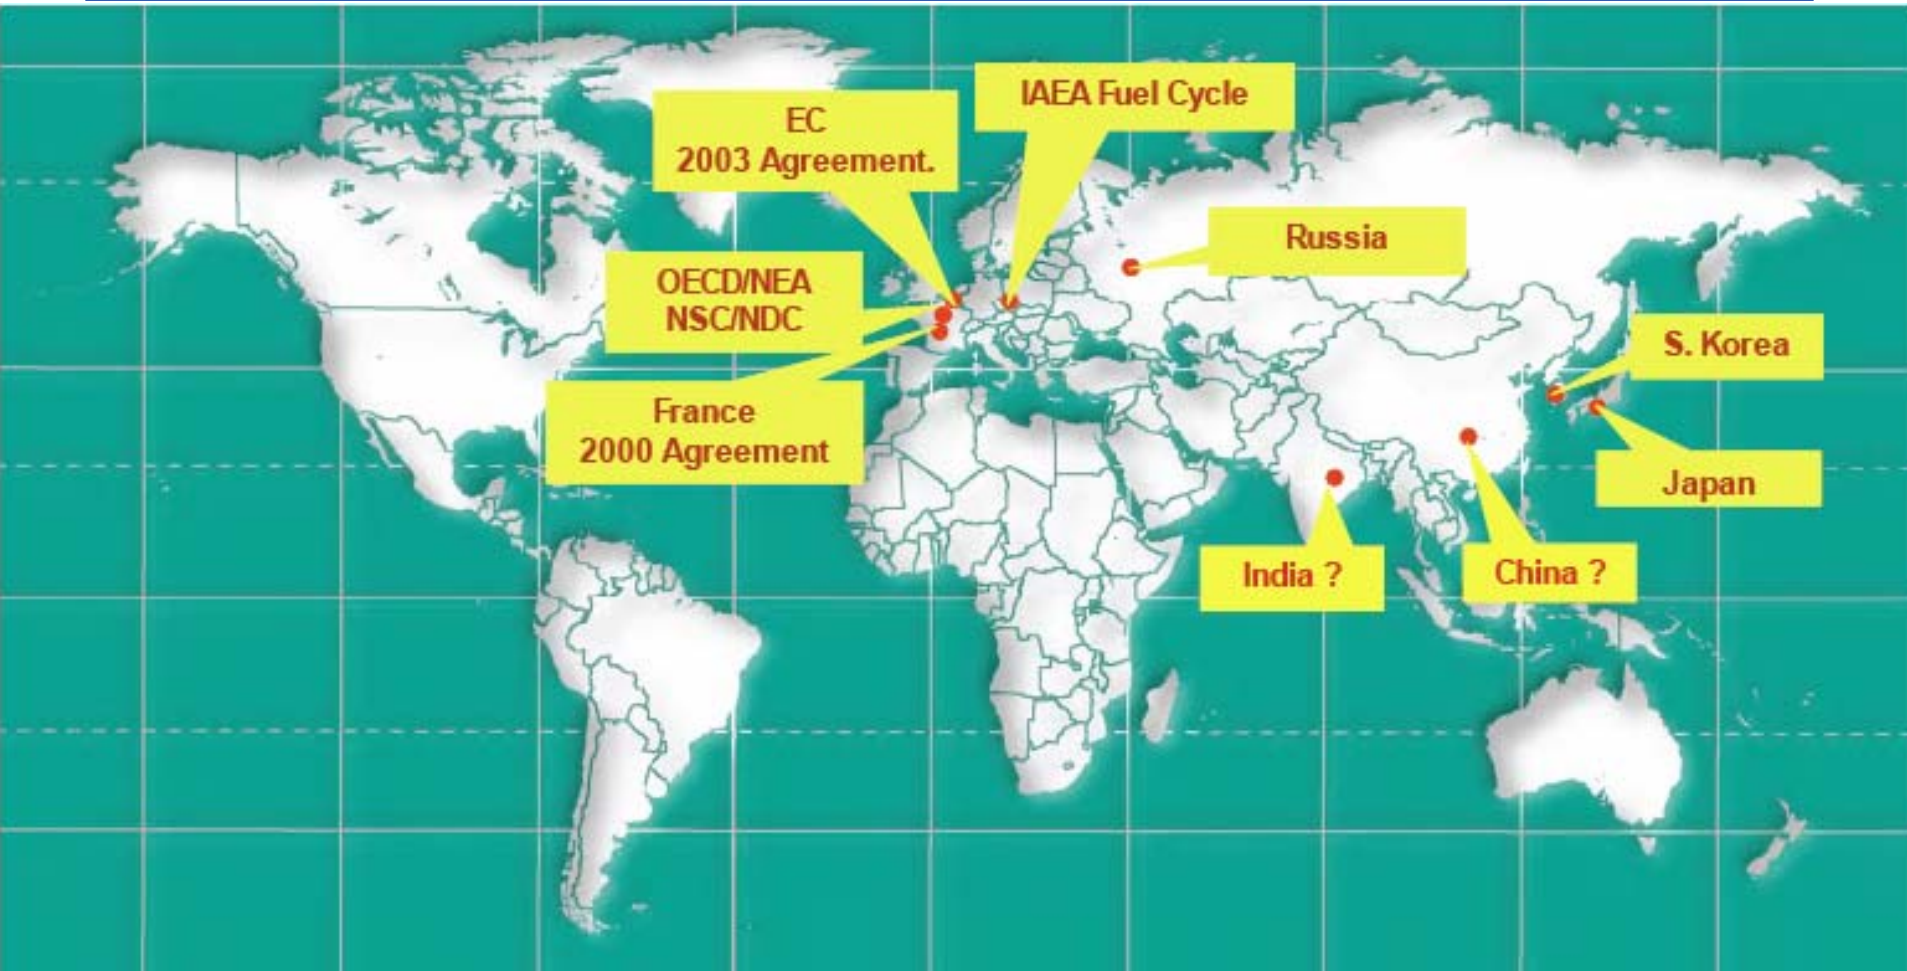 IAEA Fuel Cycle
EC
2003 Agreement.
Russia
OECD/NEA
NSC/NDC
S. Korea
France
2000 Agreement
Japan
India ?
China ?